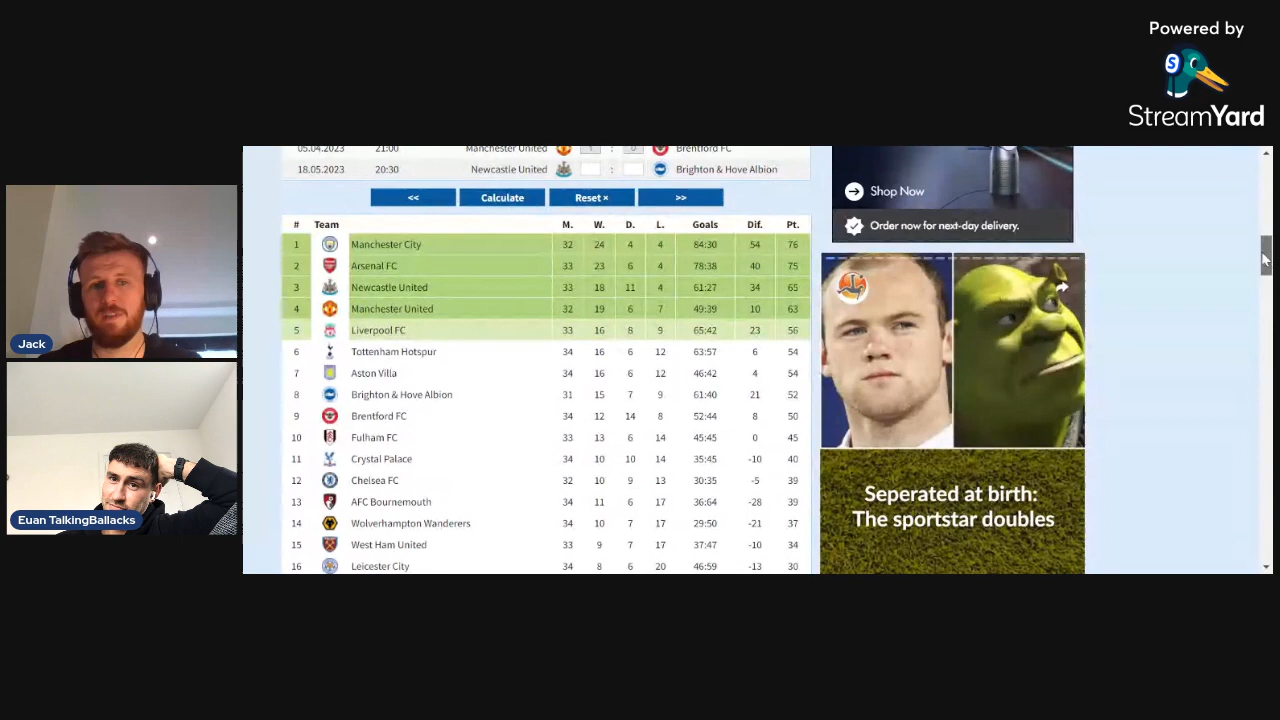 Powered by
StreamYard
05.04.2023 21:00 Manchester United 1 : 0 Brentford FC
18.05.2023 20:30 Newcastle United : Brighton & Hove Albion
<< Calculate Reset × >>
# Team M. W. D. L. Goals Dif. Pt.
1 Manchester City 32 24 4 4 84:30 54 76
2 Arsenal FC 33 23 6 4 78:38 40 75
3 Newcastle United 33 18 11 4 61:27 34 65
4 Manchester United 32 19 6 7 49:39 10 63
5 Liverpool FC 33 16 8 9 65:42 23 56
6 Tottenham Hotspur 34 16 6 12 63:57 6 54
7 Aston Villa 34 16 6 12 46:42 4 54
8 Brighton & Hove Albion 31 15 7 9 61:40 21 52
9 Brentford FC 34 12 14 8 52:44 8 50
10 Fulham FC 33 13 6 14 45:45 0 45
11 Crystal Palace 34 10 10 14 35:45 -10 40
12 Chelsea FC 32 10 9 13 30:35 -5 39
13 AFC Bournemouth 34 11 6 17 36:64 -28 39
14 Wolverhampton Wanderers 34 10 7 17 29:50 -21 37
15 West Ham United 33 9 7 17 37:47 -10 34
16 Leicester City 34 8 6 20 46:59 -13 30
Shop Now
Order now for next-day delivery.
Seperated at birth:
The sportstar doubles
Jack
Euan TalkingBallacks